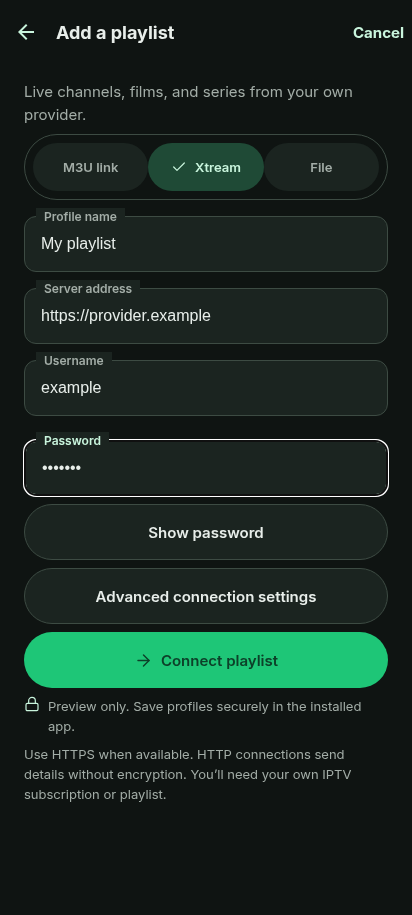 Add a playlist
Cancel
Live channels, films, and series from your own
provider.
M3U link
Xtream
File
Profile name
My playlist
Server address
https://provider.example
Username
example
Password
•••••••
Show password
Advanced connection settings
Connect playlist
Preview only. Save profiles securely in the installed
app.
Use HTTPS when available. HTTP connections send
details without encryption. You’ll need your own IPTV
subscription or playlist.